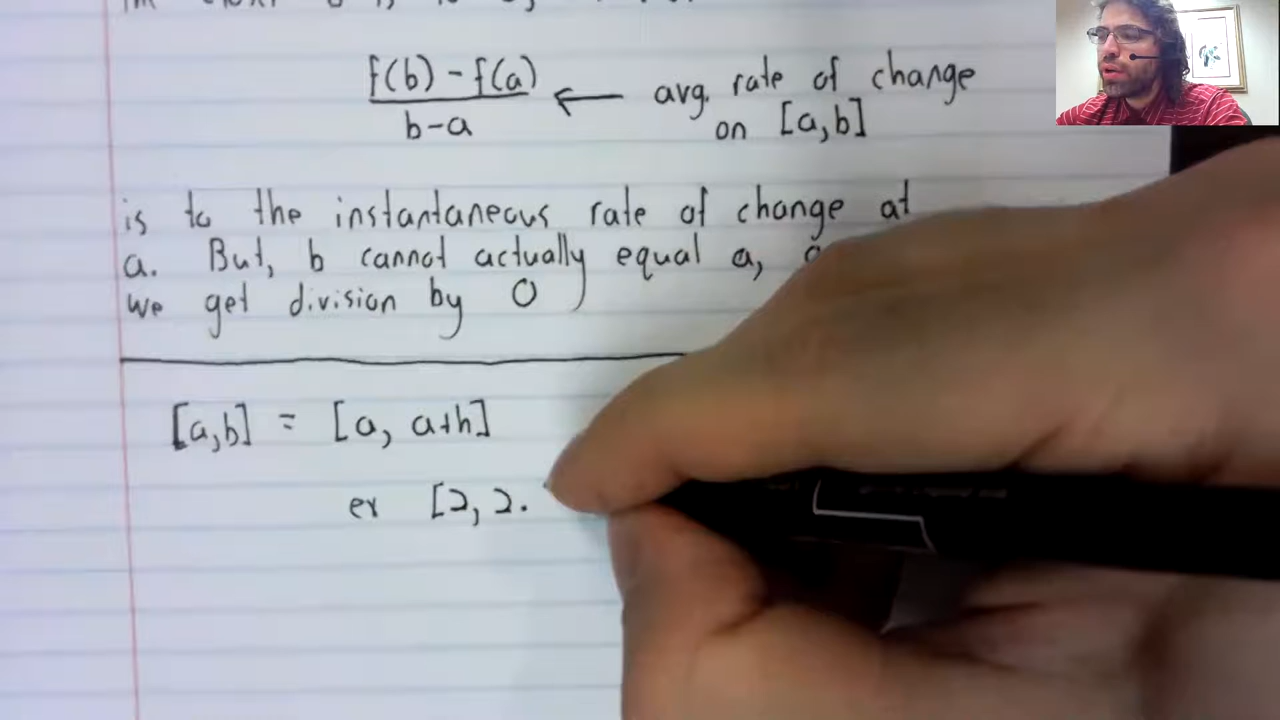 f(b) - f(a)
b-a
← avg. rate of change
on [a,b]
is to the instantaneous rate of change at
a. But, b cannot actually equal a,
we get division by 0
[a,b] = [a, a+h]
ex [2, 2.